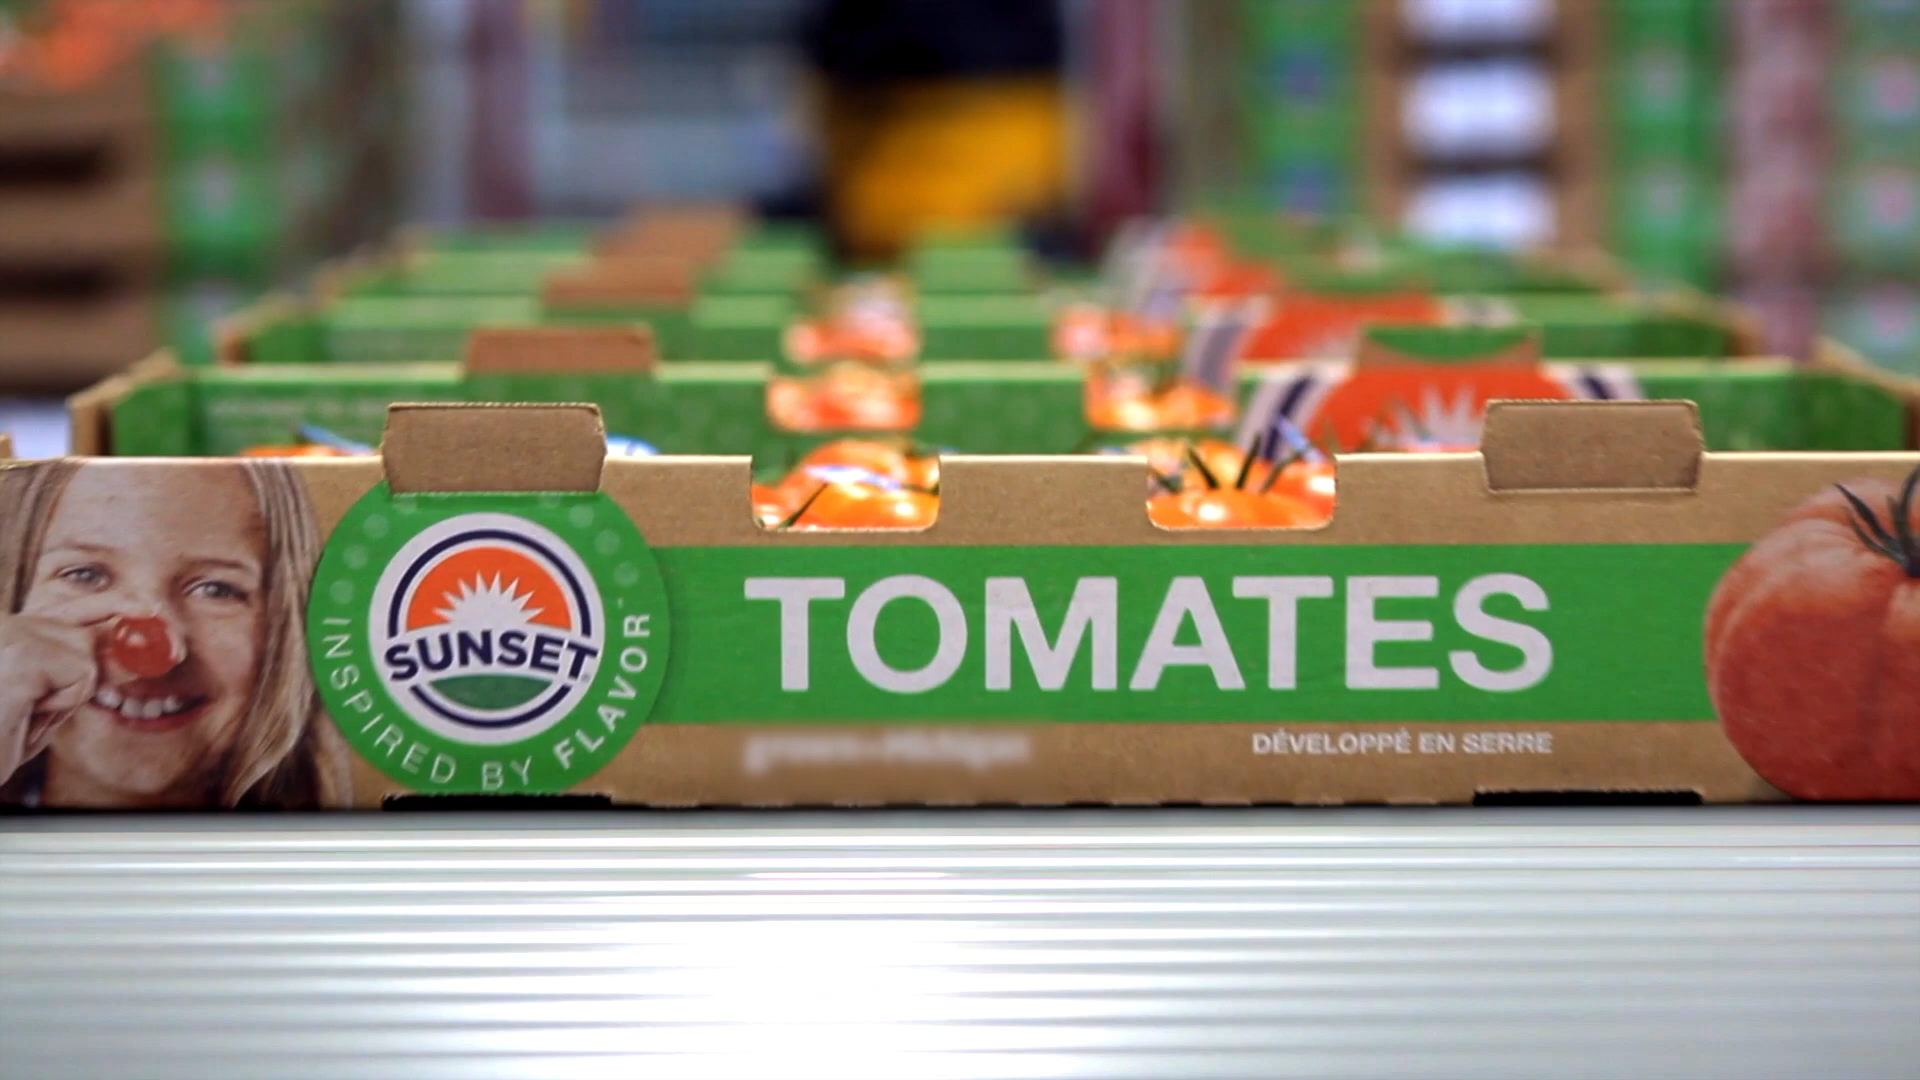 SUNSET
INSPIRED BY FLAVOR
TOMATES
DÉVELOPPÉ EN SERRE